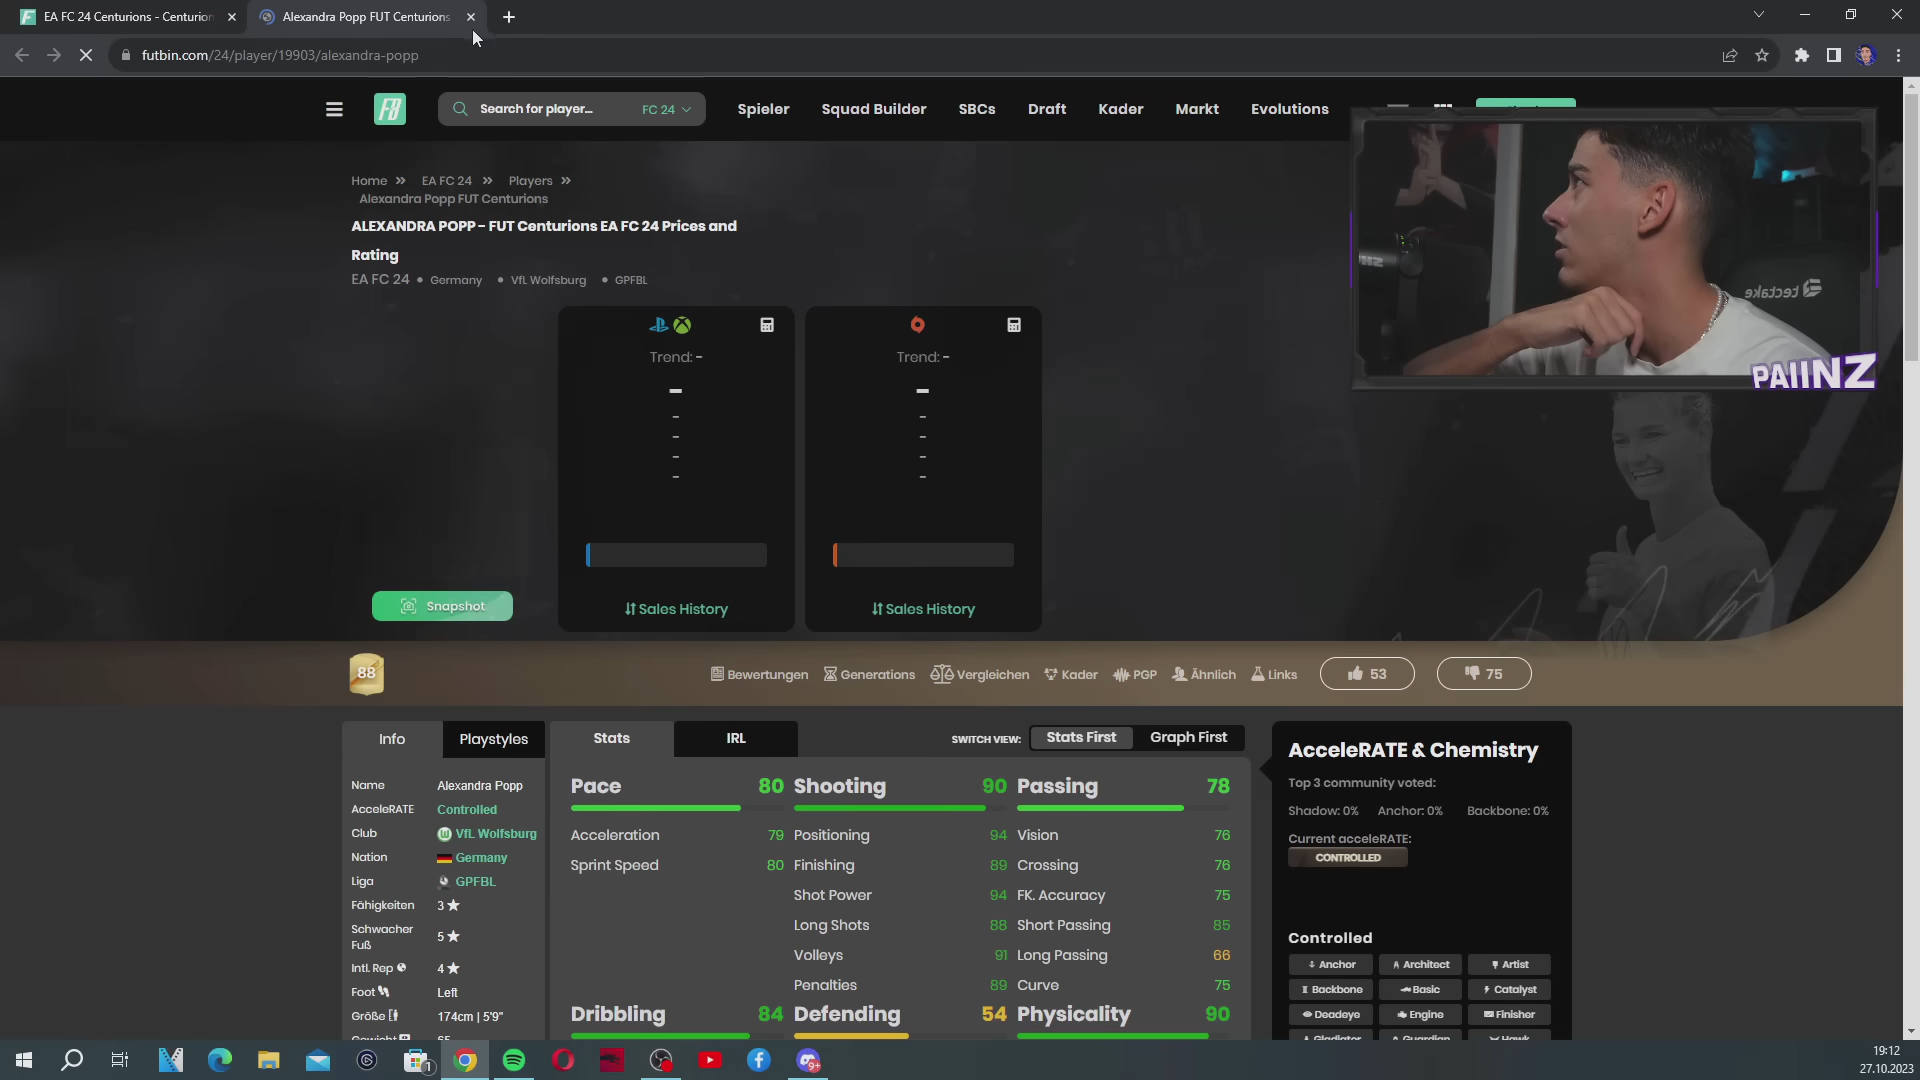 EA FC 24 Centurions - Centurion
Alexandra Popp FUT Centurions
futbin.com/24/player/19903/alexandra-popp
FB
Search for player...
FC 24
Spieler
Squad Builder
SBCs
Draft
Kader
Markt
Evolutions
Home
EA FC 24
Players
Alexandra Popp FUT Centurions
ALEXANDRA POPP - FUT Centurions EA FC 24 Prices and
Rating
EA FC 24 • Germany • VfL Wolfsburg • GPFBL
Trend: -
-
-
-
-
-
Sales History
Trend: -
-
-
-
-
-
Sales History
tectake
PAIINZ
Snapshot
88
Bewertungen
Generations
Vergleichen
Kader
PGP
Ähnlich
Links
53
75
Info
Playstyles
Name Alexandra Popp
AcceleRATE Controlled
Club VfL Wolfsburg
Nation Germany
Liga GPFBL
Fähigkeiten 3
Schwacher
Fuß 5
Intl. Rep 4
Foot Left
Größe 174cm | 5'9"
Gewicht 65
Stats
IRL
SWITCH VIEW:
Stats First
Graph First
Pace 80
Acceleration 79
Sprint Speed 80
Shooting 90
Positioning 94
Finishing 89
Shot Power 94
Long Shots 88
Volleys 91
Penalties 89
Passing 78
Vision 76
Crossing 76
FK. Accuracy 75
Short Passing 85
Long Passing 66
Curve 75
Dribbling 84
Defending 54
Physicality 90
AcceleRATE & Chemistry
Top 3 community voted:
Shadow: 0% Anchor: 0% Backbone: 0%
Current acceleRATE:
CONTROLLED
Controlled
Anchor
Architect
Artist
Backbone
Basic
Catalyst
Deadeye
Engine
Finisher
Gladiator
Guardian
Hawk
1
9+
19:12
27.10.2023